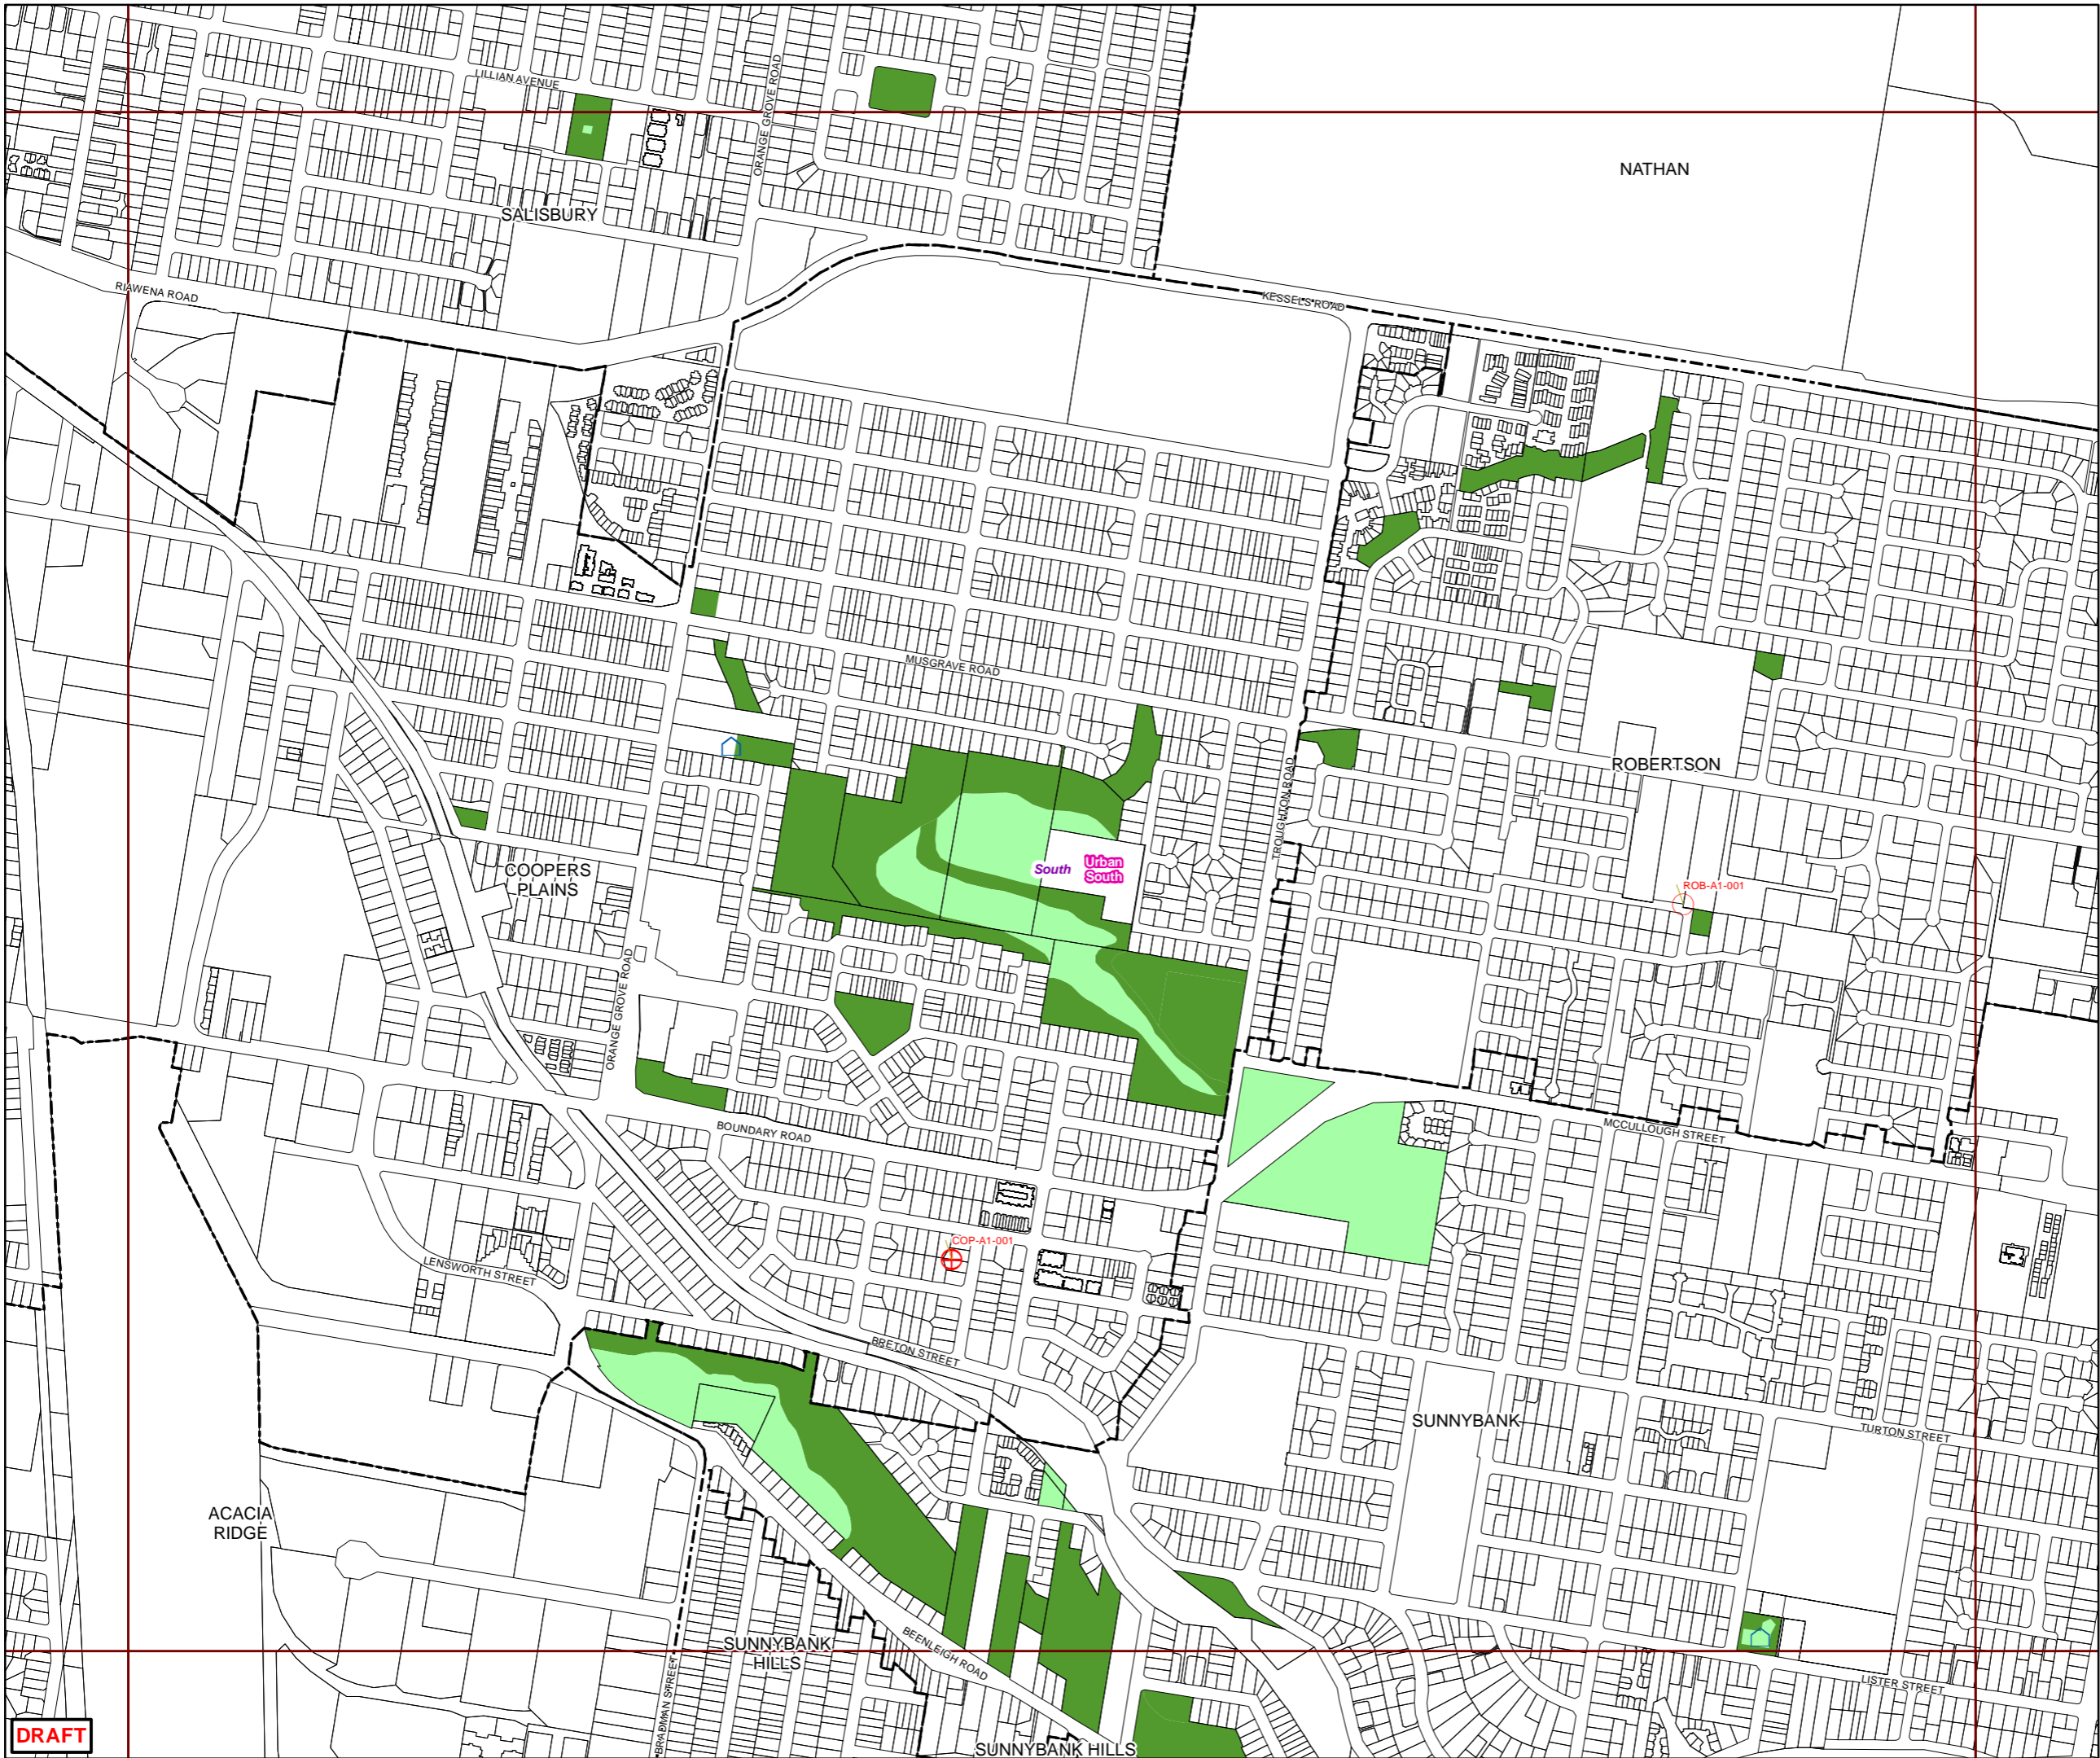 LILLIAN AVENUE
ORANGE GROVE ROAD
NATHAN
SALISBURY
RIAWENA ROAD
KESSELS ROAD
MUSGRAVE ROAD
TROUGHTON ROAD
ROBERTSON
COOPERS
PLAINS
South
Urban
South
ROB-A1-001
ORANGE GROVE ROAD
BOUNDARY ROAD
MCCULLOUGH STREET
COP-A1-001
LENSWORTH STREET
BRETON STREET
SUNNYBANK
TURTON STREET
ACACIA
RIDGE
SUNNYBANK
HILLS
BEENLEIGH ROAD
BRADMAN STREET
LISTER STREET
DRAFT
SUNNYBANK HILLS